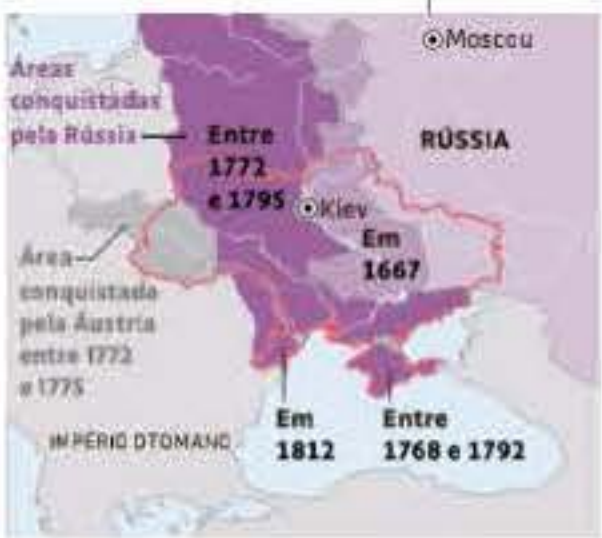 Moscou
Áreas
conquistadas
pela Rússia
Entre
1772
e 1795
RÚSSIA
Kiev
Em
1667
Área
conquistada
pela Áustria
entre 1772
e 1775
IMPÉRIO OTOMANO
Em
1812
Entre
1768 e 1792